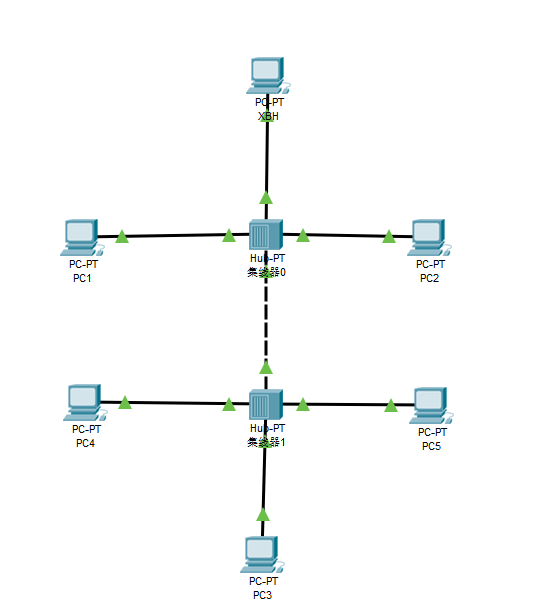 PC-PT
XBH
PC-PT
PC1
Hub-PT
集线器0
PC-PT
PC2
PC-PT
PC4
Hub-PT
集线器1
PC-PT
PC5
PC-PT
PC3